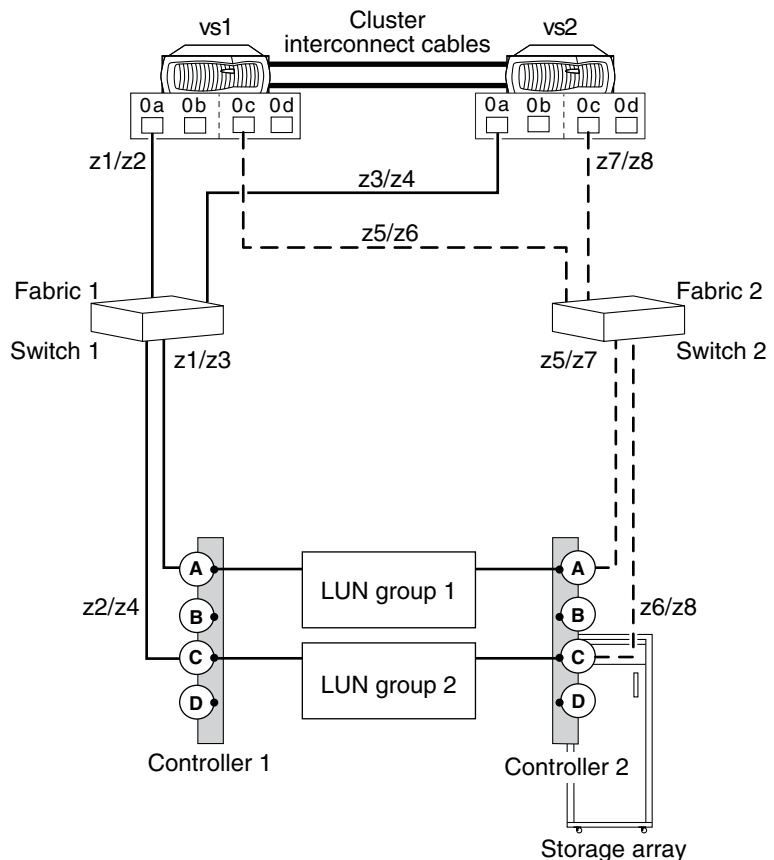 Cluster
interconnect cables
vs1
vs2
0a 0b 0c 0d
0a 0b 0c 0d
z1/z2
z3/z4
z7/z8
z5/z6
Fabric 1
Fabric 2
Switch 1
z1/z3
z5/z7
Switch 2
A
LUN group 1
A
z2/z4
B
B
z6/z8
C
LUN group 2
C
D
D
Controller 1
Controller 2
Storage array